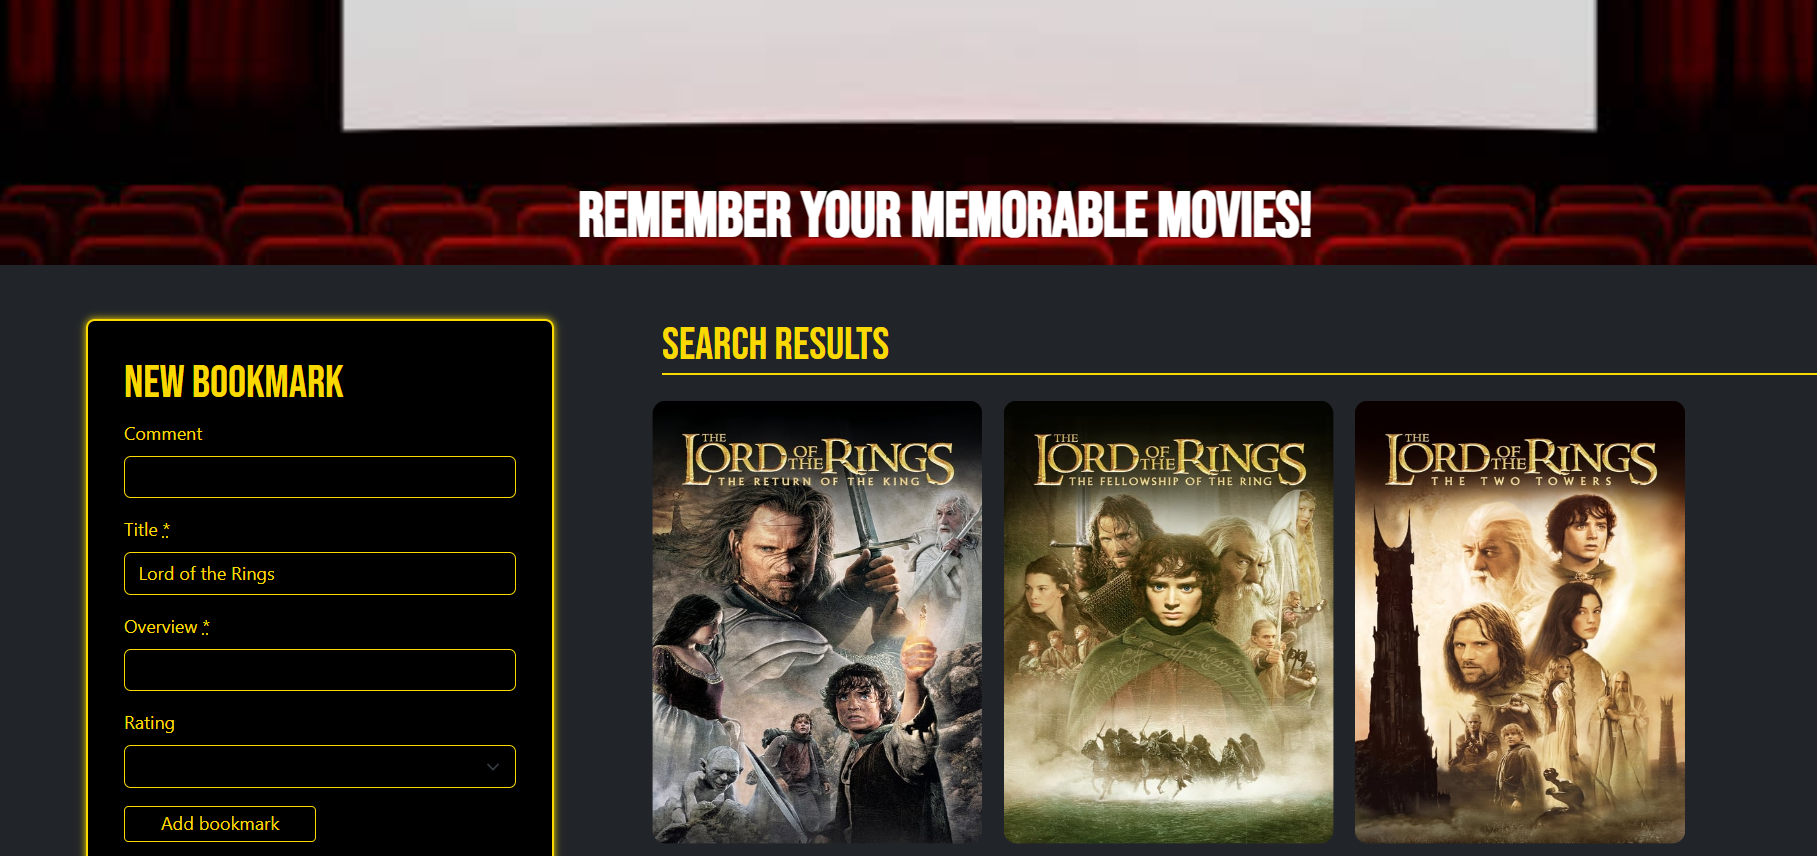 REMEMBER YOUR MEMORABLE MOVIES!
NEW BOOKMARK
Comment
Title *
Lord of the Rings
Overview *
Rating
Add bookmark
SEARCH RESULTS
THE
LORD OF THE RINGS
THE RETURN OF THE KING
THE
LORD OF THE RINGS
THE FELLOWSHIP OF THE RING
THE
LORD OF THE RINGS
THE TWO TOWERS